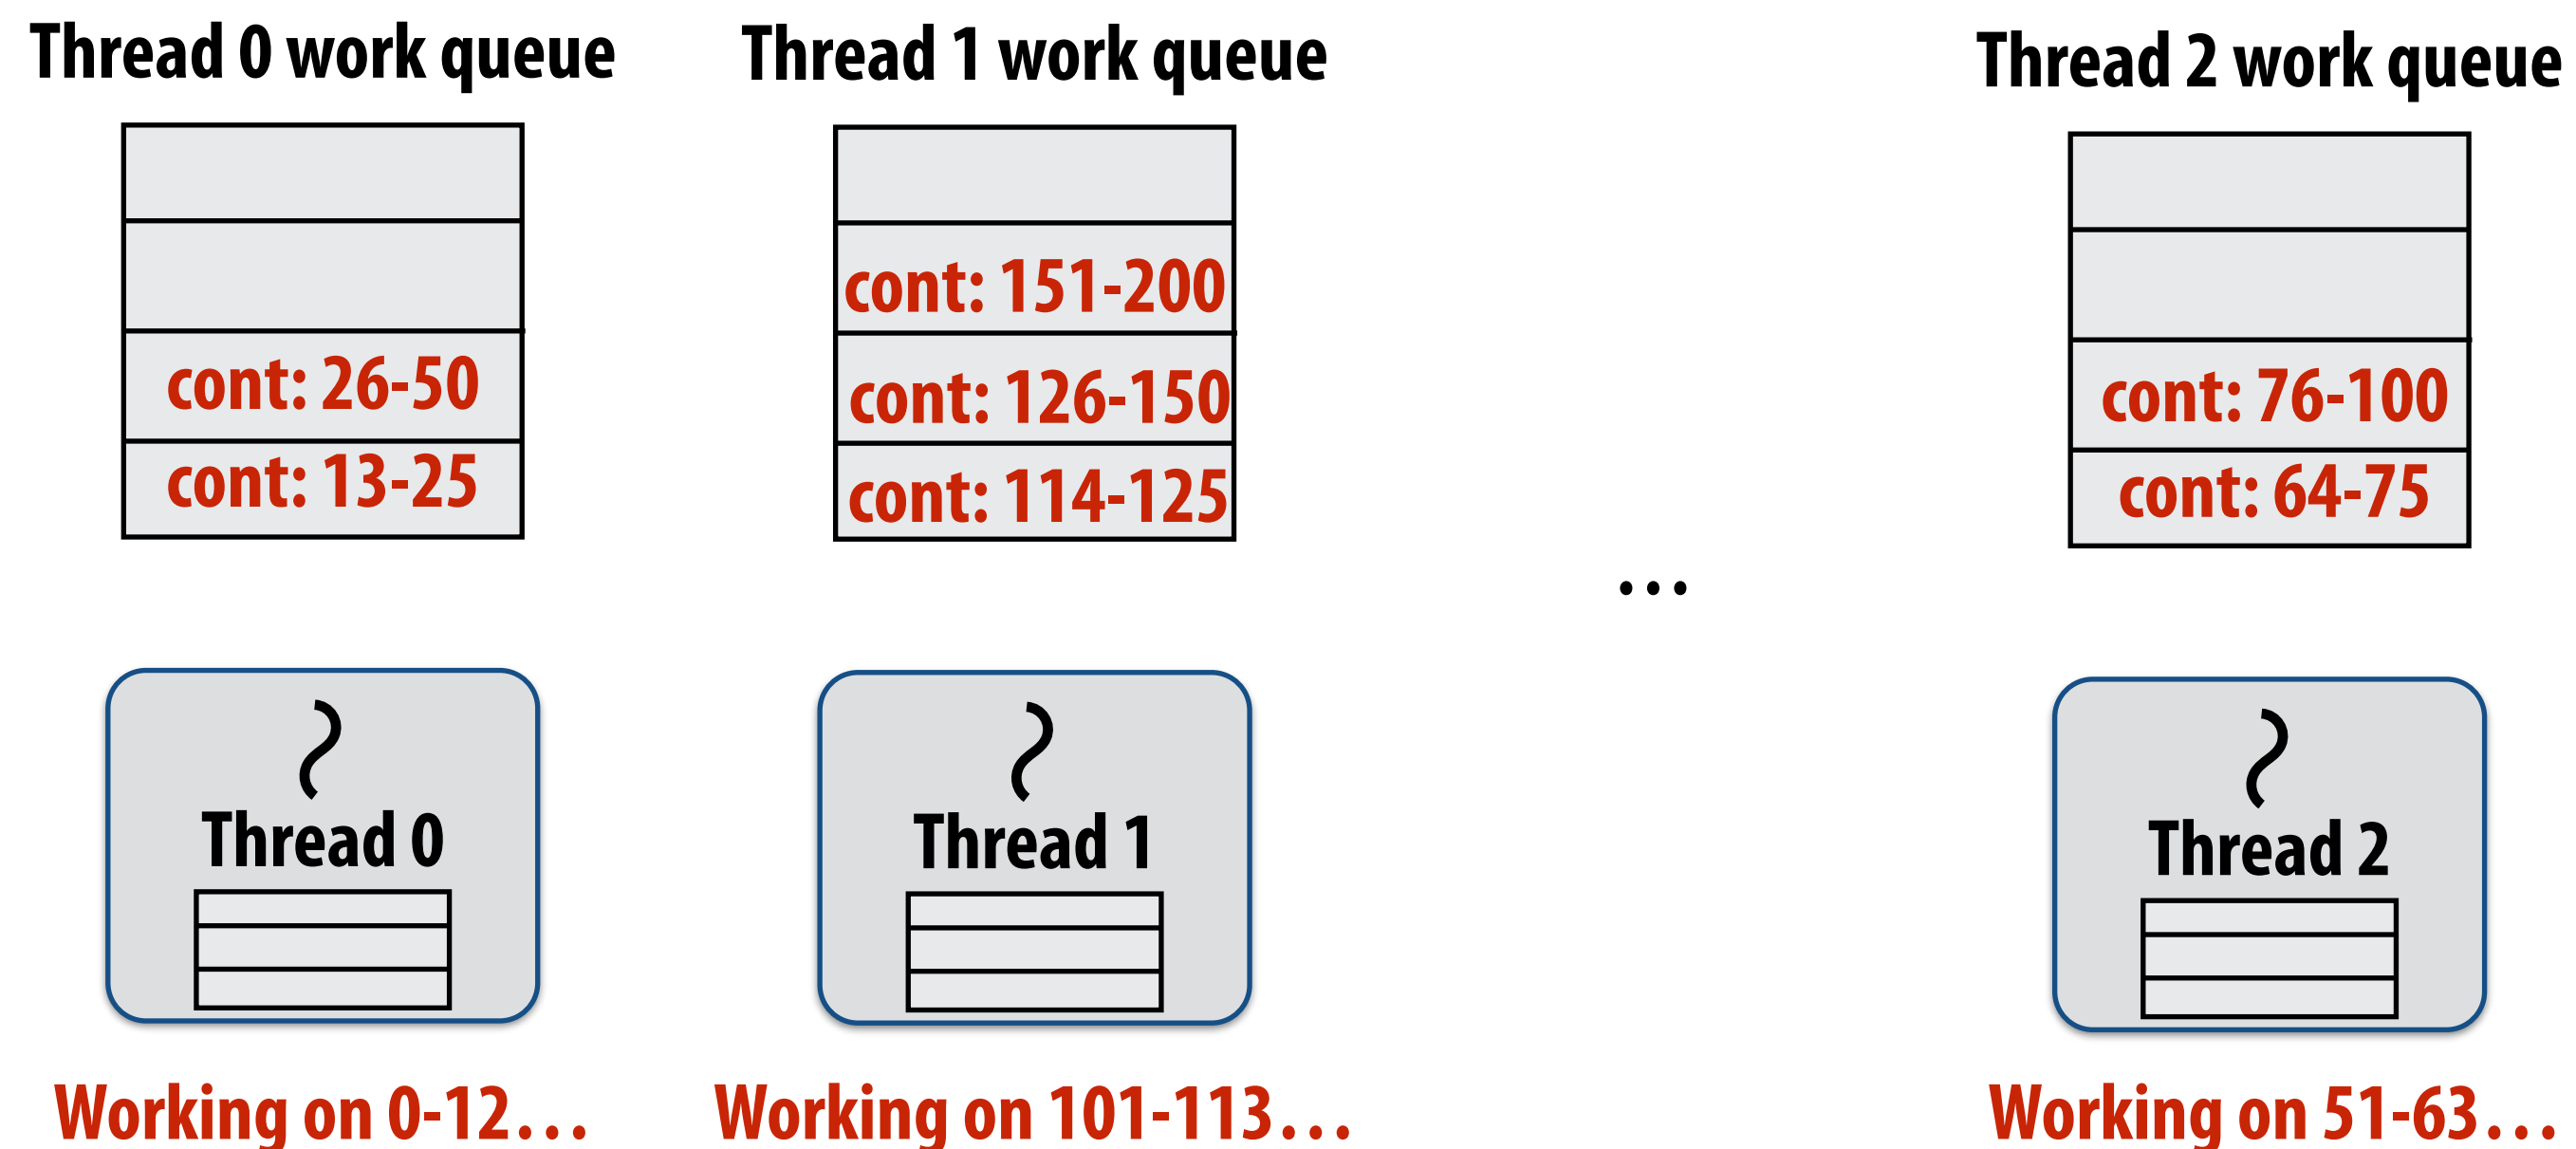 Thread 0 work queue
Thread 1 work queue
Thread 2 work queue
cont: 26-50
cont: 13-25
cont: 151-200
cont: 126-150
cont: 114-125
cont: 76-100
cont: 64-75
...
Thread 0
Thread 1
Thread 2
Working on 0-12...
Working on 101-113...
Working on 51-63...